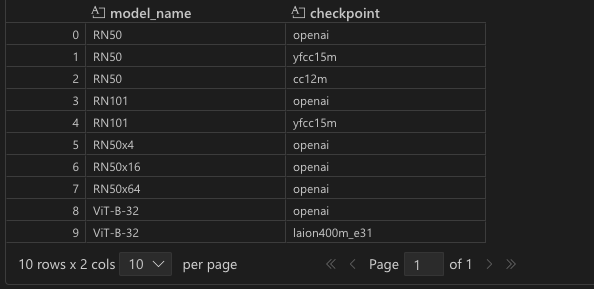 model_name checkpoint
0 RN50 openai
1 RN50 yfcc15m
2 RN50 cc12m
3 RN101 openai
4 RN101 yfcc15m
5 RN50x4 openai
6 RN50x16 openai
7 RN50x64 openai
8 ViT-B-32 openai
9 ViT-B-32 laion400m_e31
10 rows x 2 cols 10 per page Page 1 of 1